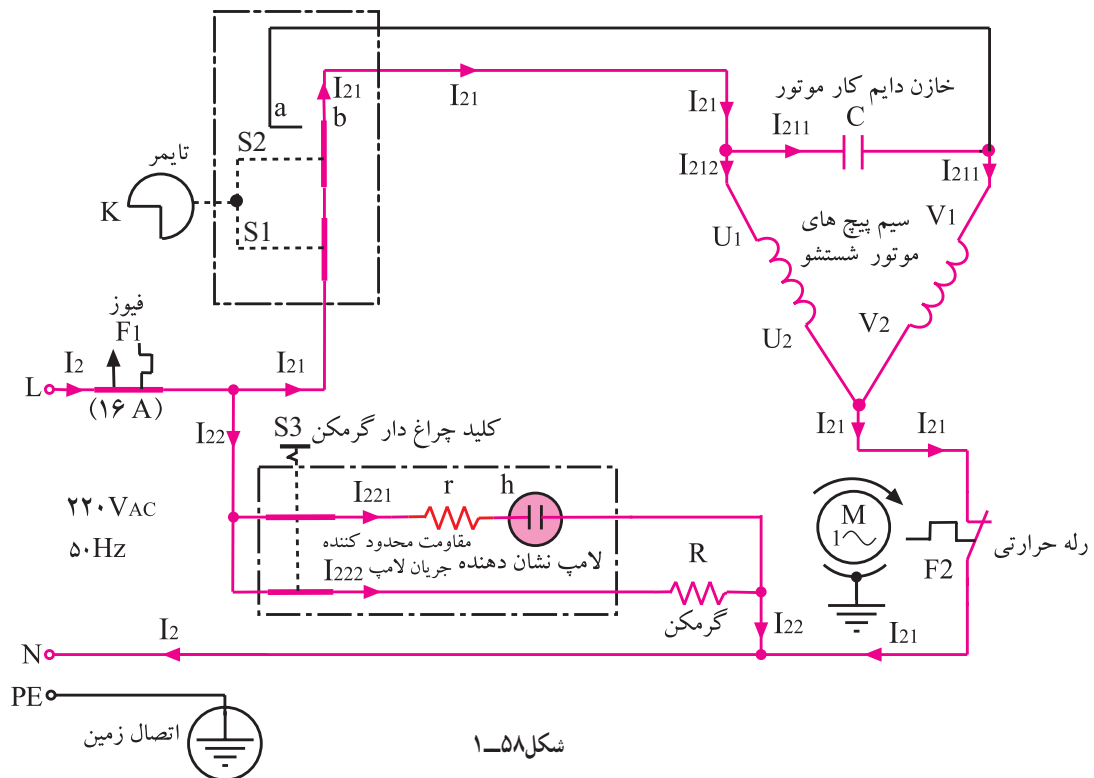 a
b
I21
I21
I21
خازن دایم کار موتور
C
I211
I212
I211
S2
S1
تایمر
K
U1
V1
سیم پیچ های
موتور شستشو
U2
V2
فیوز
F1
L
I2
(۱۶ A)
I21
I22
S3
کلید چراغ دار گرمکن
I21
I21
۲۲۰VAC
۵۰Hz
I221
r
h
مقاومت محدود کننده
جریان لامپ
لامپ نشان دهنده
I222
R
گرمکن
M
1
F2
رله حرارتی
I22
I21
N
I2
PE
اتصال زمین
شکل۵۸ــ۱